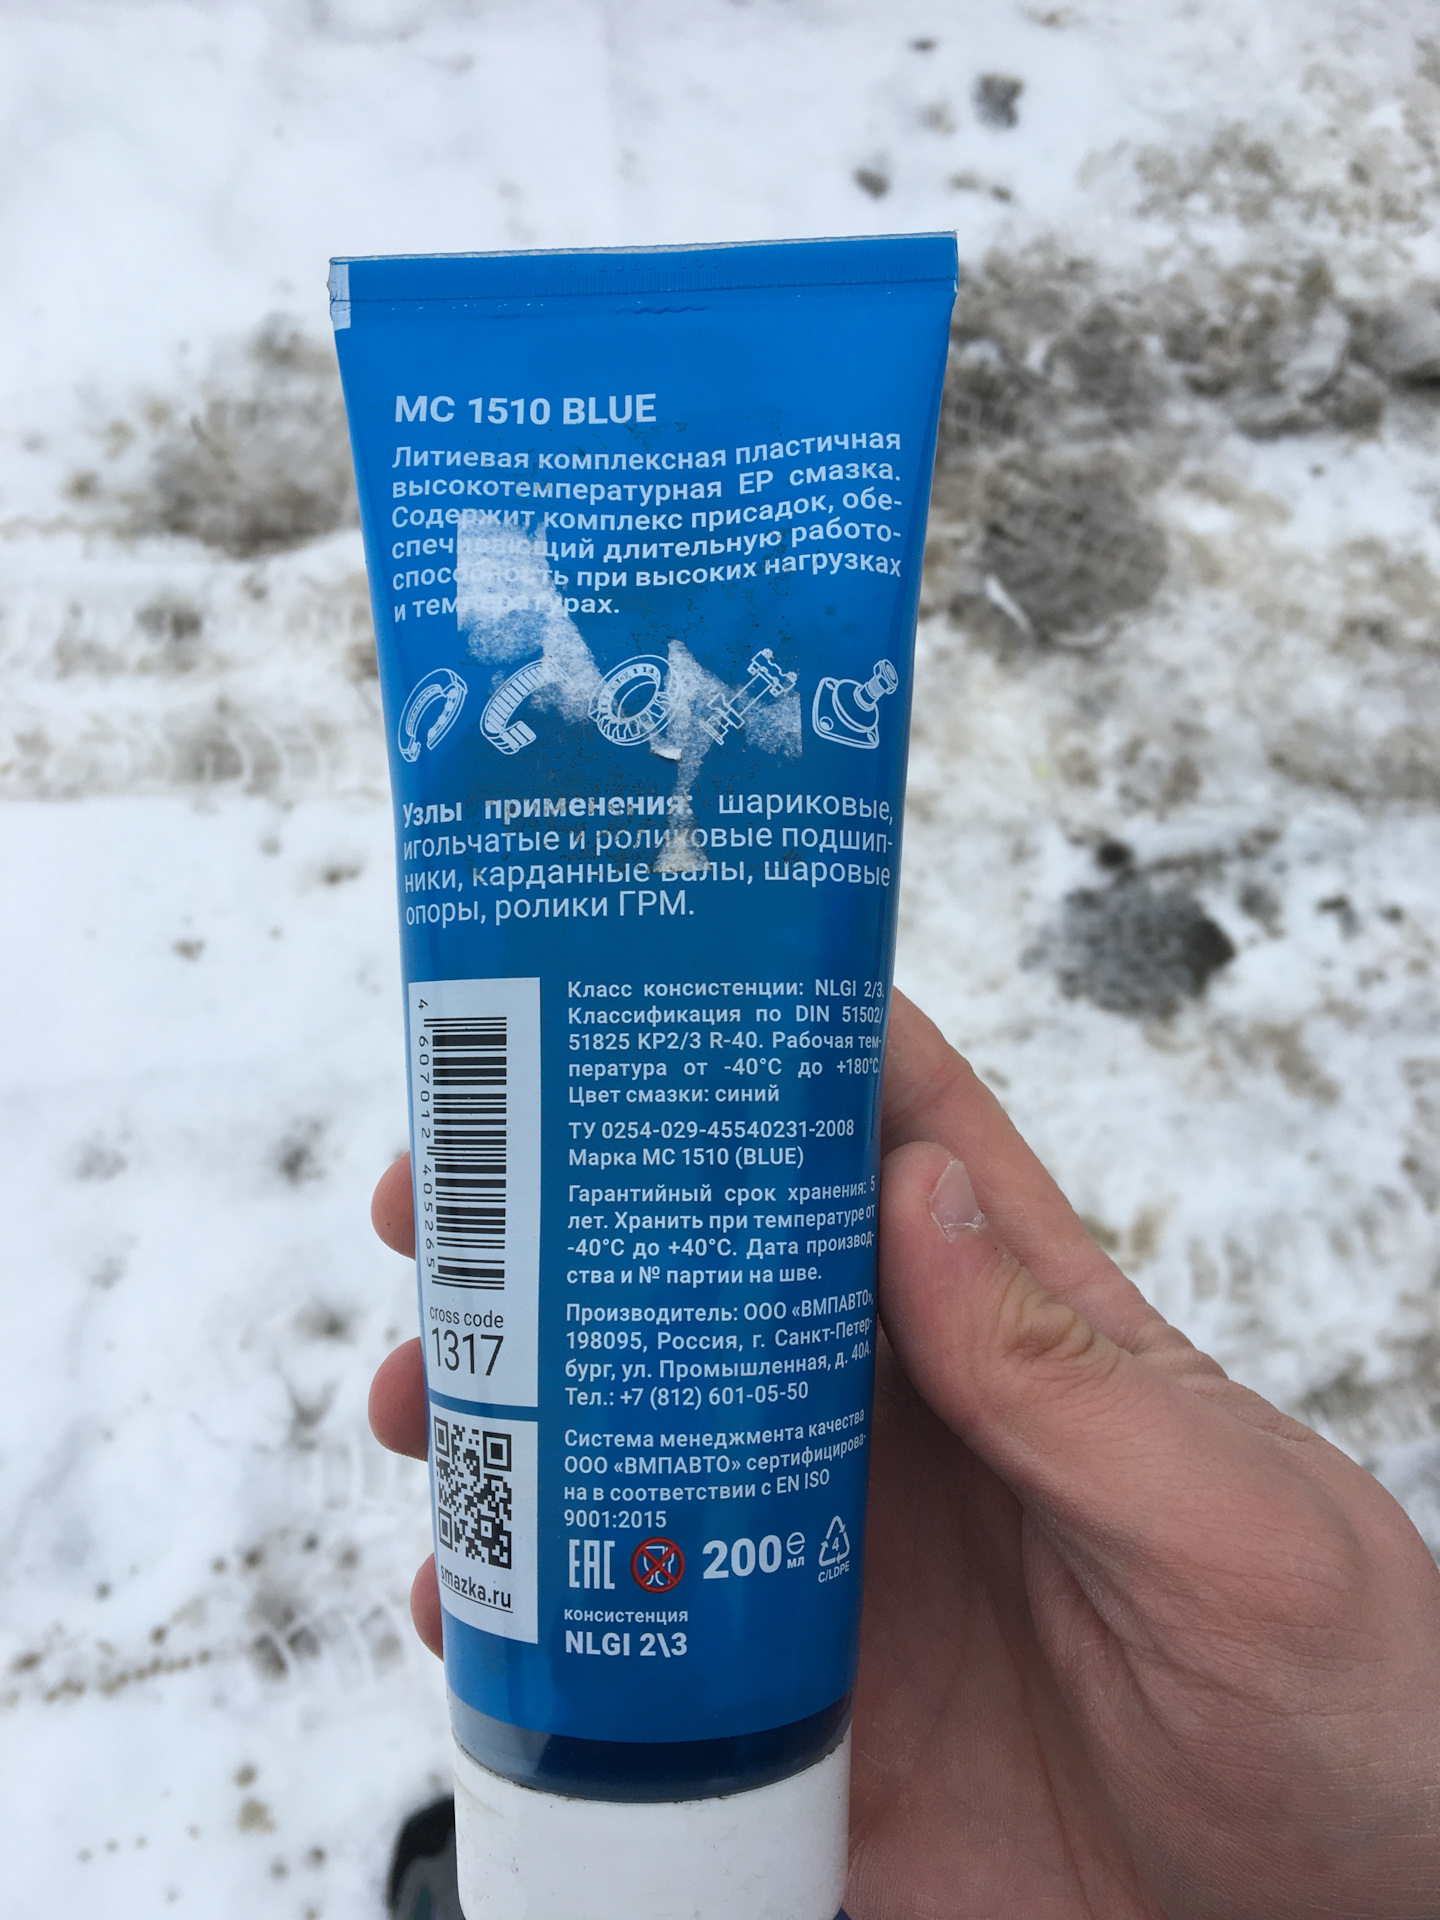 МС 1510 BLUE
Литиевая комплексная пластичная
высокотемпературная EP смазка.
Содержит комплекс присадок, обе-
спечивающий длительную работо-
способность при высоких нагрузках
и температурах.
Узлы применения: шариковые,
игольчатые и роликовые подшип-
ники, карданные валы, шаровые
опоры, ролики ГРМ.
Класс консистенции: NLGI 2/3.
Классификация по DIN 51502/
51825 KP2/3 R-40. Рабочая тем-
пература от -40°C до +180°C.
Цвет смазки: синий
ТУ 0254-029-45540231-2008
Марка МС 1510 (BLUE)
Гарантийный срок хранения: 5
лет. Хранить при температуре от
-40°C до +40°C. Дата производ-
ства и № партии на шве.
Производитель: ООО «ВМПАВТО»,
198095, Россия, г. Санкт-Петер-
бург, ул. Промышленная, д. 40А.
Тел.: +7 (812) 601-05-50
Система менеджмента качества
ООО «ВМПАВТО» сертифицирова-
на в соответствии с EN ISO
9001:2015
EAC 200 e мл 4 C/LDPE
консистенция
NLGI 2\3
4 607012 405265
cross code
1317
smazka.ru